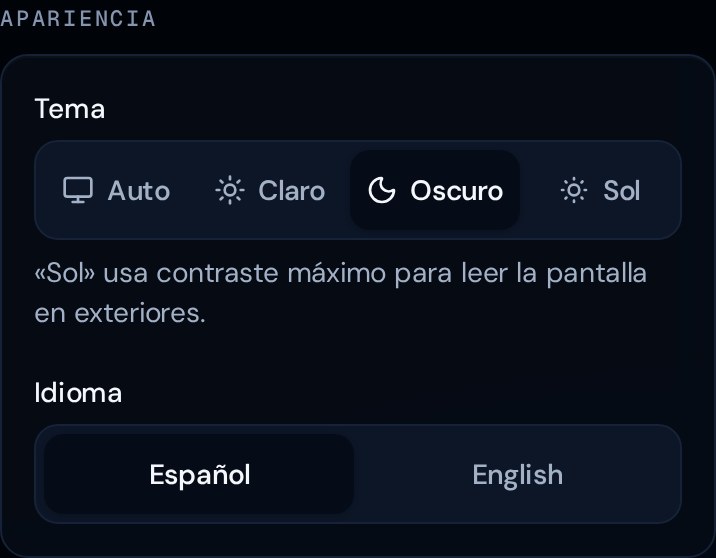 APARIENCIA
Tema
Auto Claro Oscuro Sol
«Sol» usa contraste máximo para leer la pantalla
en exteriores.
Idioma
Español English